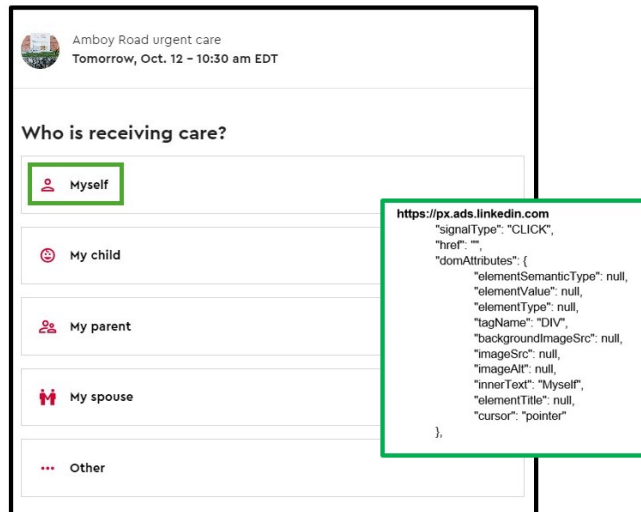 Amboy Road urgent care
Tomorrow, Oct. 12 – 10:30 am EDT
Who is receiving care?
Myself
My child
My parent
My spouse
Other
https://px.ads.linkedin.com
"signalType": "CLICK",
"href": "",
"domAttributes": {
"elementSemanticType": null,
"elementValue": null,
"elementType": null,
"tagName": "DIV",
"backgroundImageSrc": null,
"imageSrc": null,
"imageAlt": null,
"innerText": "Myself",
"elementTitle": null,
"cursor": "pointer"
},